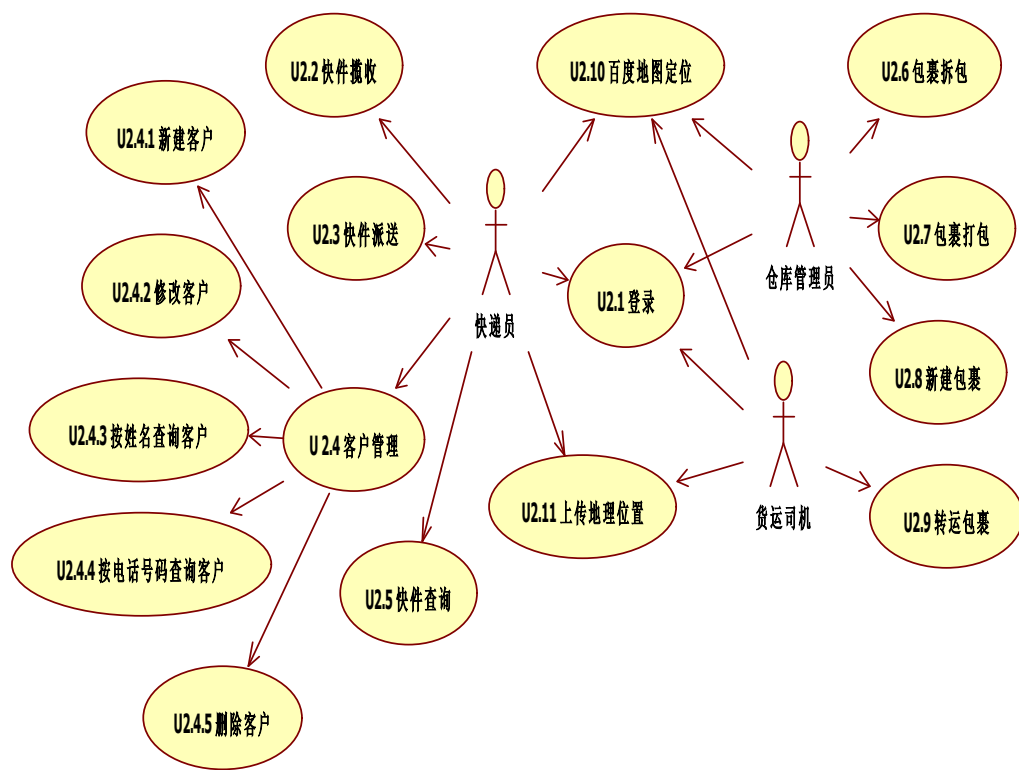 U2.2 快件揽收
U2.10 百度地图定位
U2.6 包裹拆包
U2.4.1 新建客户
U2.3 快件派送
U2.7 包裹打包
仓库管理员
U2.4.2 修改客户
U2.1 登录
快递员
U2.8 新建包裹
U2.4.3 按姓名查询客户
U 2.4 客户管理
U2.11 上传地理位置
货运司机
U2.9 转运包裹
U2.4.4 按电话号码查询客户
U2.5 快件查询
U2.4.5 删除客户